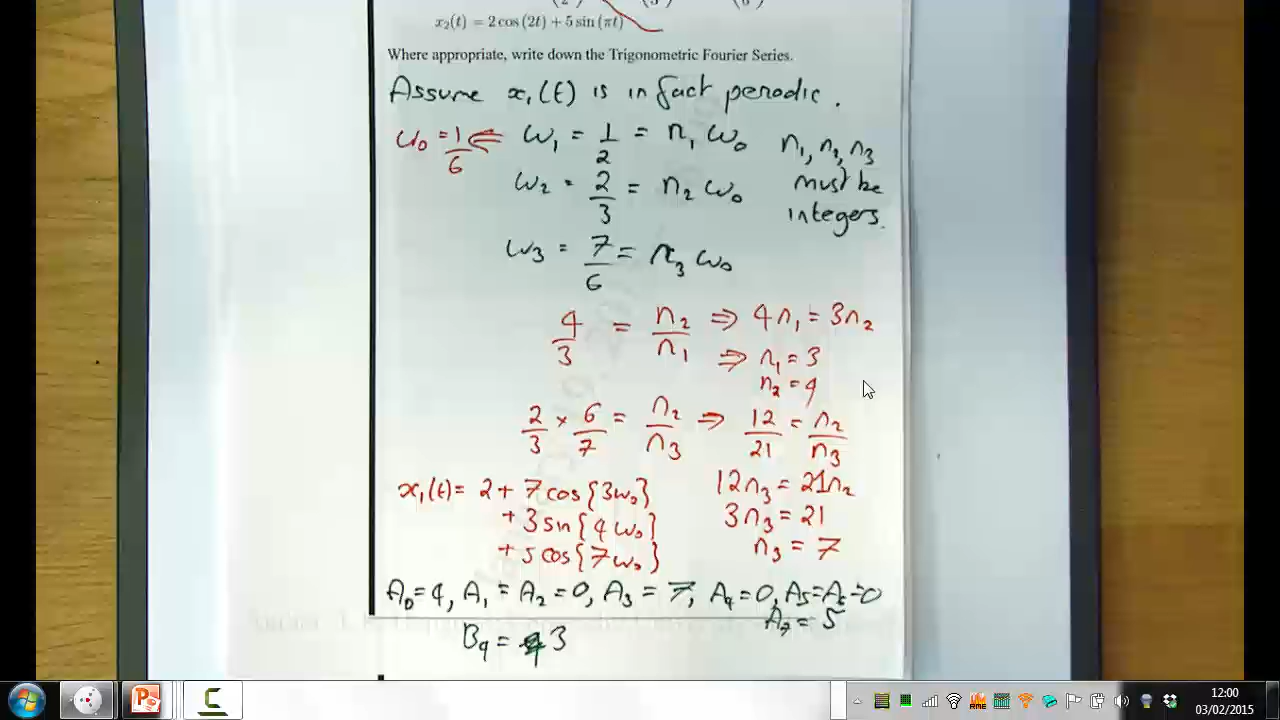 x₂(t) = 2 cos (2t) + 5 sin (πt)
Where appropriate, write down the Trigonometric Fourier Series.
Assume x₁(t) is in fact perodic.
ω₀ = 1/6 ⇐ ω₁ = 1/2 = n₁ ω₀
n₁, n₂, n₃
must be
integers.
ω₂ = 2/3 = n₂ ω₀
ω₃ = 7/6 = n₃ ω₀
4/3 = n₂/n₁ ⇒ 4n₁ = 3n₂
⇒ n₁ = 3
n₂ = 4
2/3 × 6/7 = n₂/n₃ ⇒ 12/21 = n₂/n₃
12n₃ = 21n₂
3n₃ = 21
n₃ = 7
x₁(t) = 2 + 7 cos{3ω₀}
+ 3 sin{4ω₀}
+ 5 cos{7ω₀}
A₀ = 4, A₁ = A₂ = 0, A₃ = 7, A₄ = 0, A₅ = A₆ = 0
A₇ = 5
B₄ = 3
12:00
03/02/2015